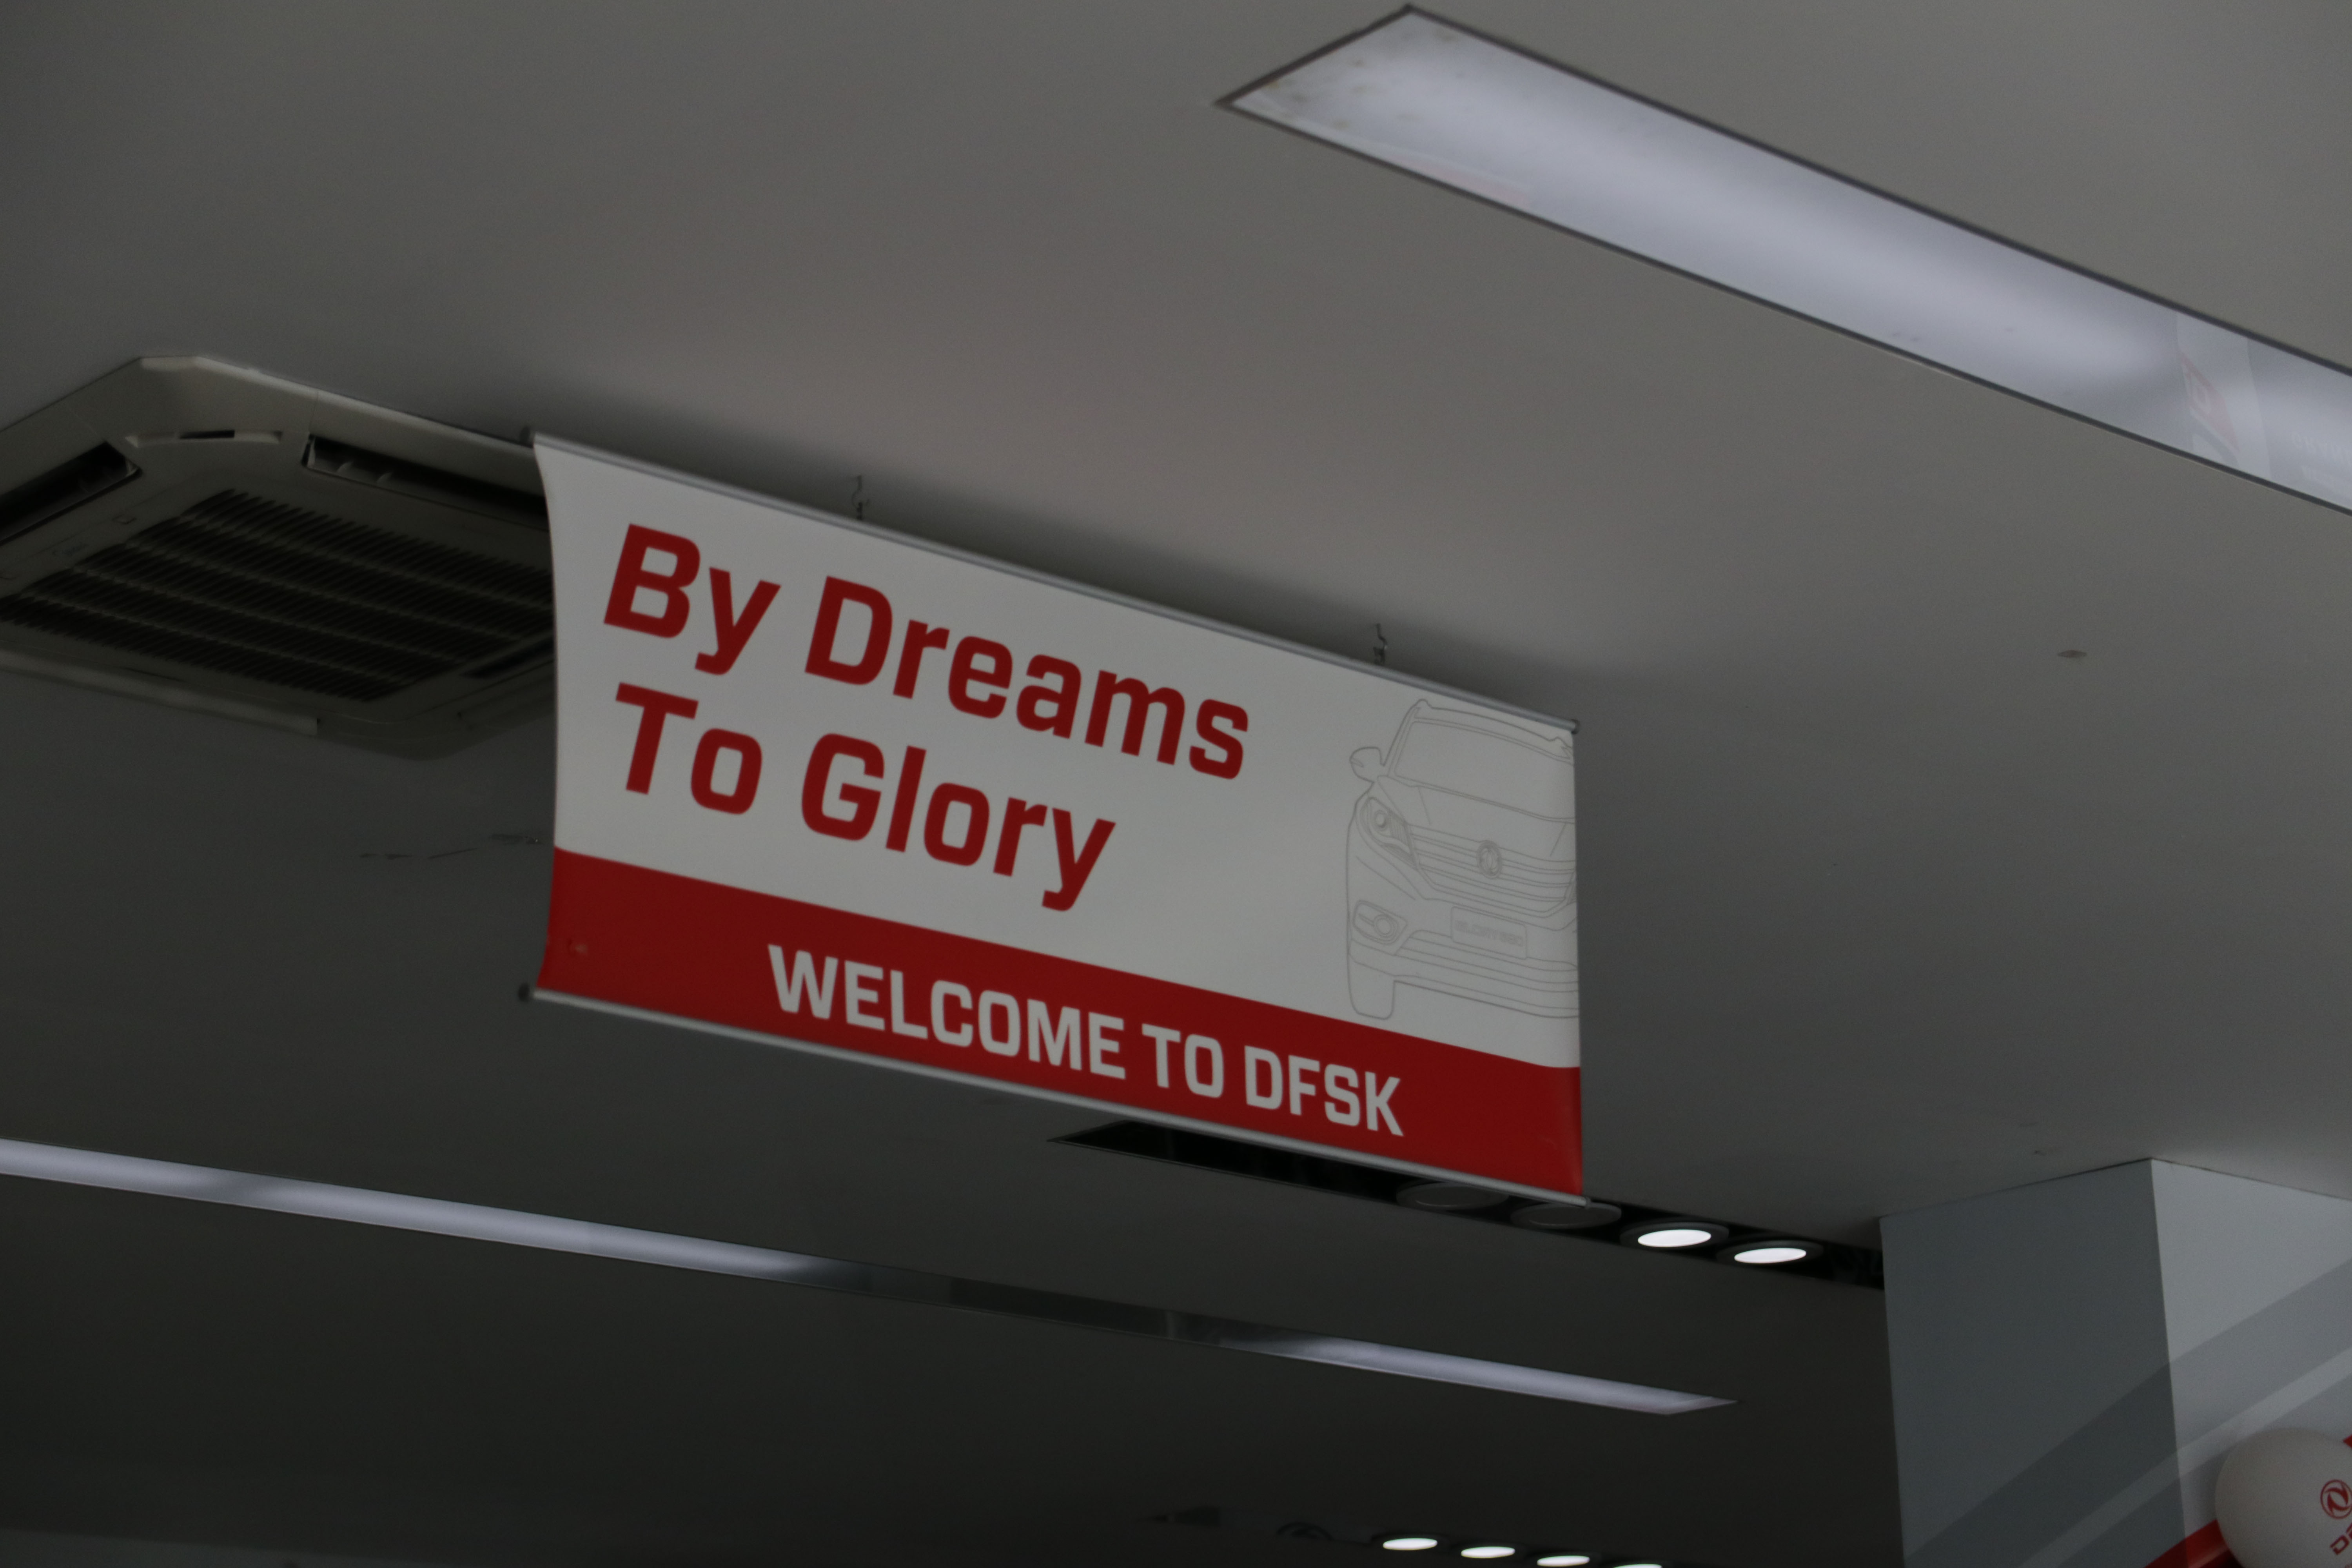 By Dreams
To Glory
WELCOME TO DFSK